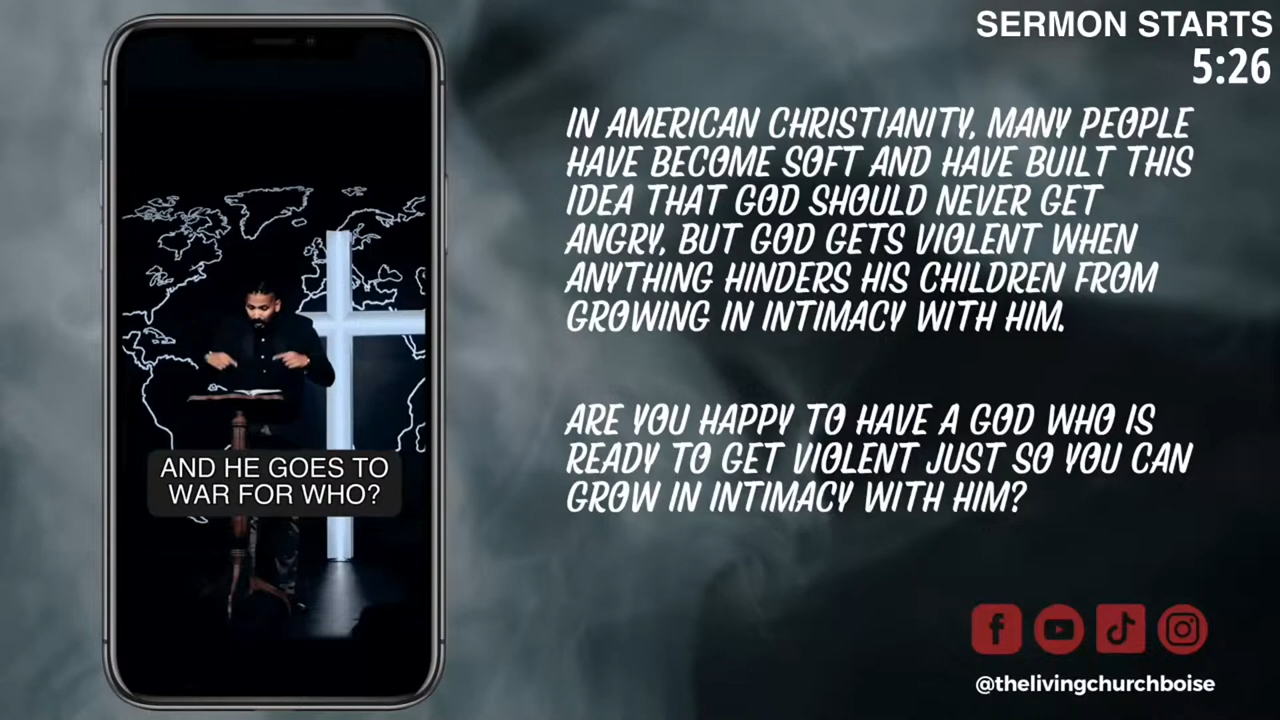 SERMON STARTS
5:26
IN AMERICAN CHRISTIANITY, MANY PEOPLE
HAVE BECOME SOFT AND HAVE BUILT THIS
IDEA THAT GOD SHOULD NEVER GET
ANGRY, BUT GOD GETS VIOLENT WHEN
ANYTHING HINDERS HIS CHILDREN FROM
GROWING IN INTIMACY WITH HIM.
ARE YOU HAPPY TO HAVE A GOD WHO IS
READY TO GET VIOLENT JUST SO YOU CAN
GROW IN INTIMACY WITH HIM?
AND HE GOES TO
WAR FOR WHO?
@thelivingchurchboise